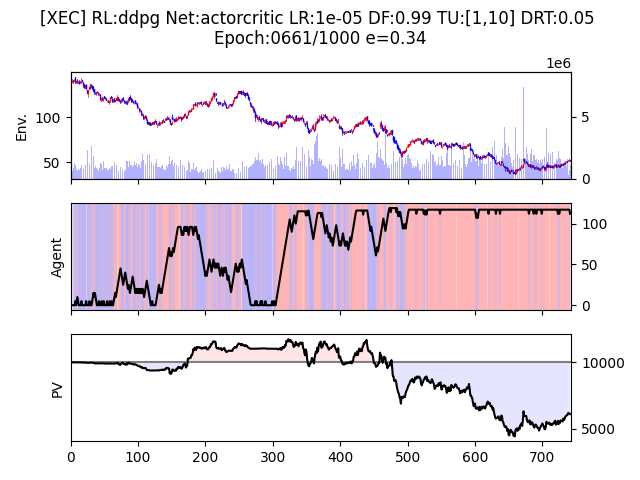 [XEC] RL:ddpg Net:actorcritic LR:1e-05 DF:0.99 TU:[1,10] DRT:0.05
Epoch:0661/1000 e=0.34
1e6
Env.
100
50
5
0
Agent
100
50
0
PV
10000
5000
0 100 200 300 400 500 600 700